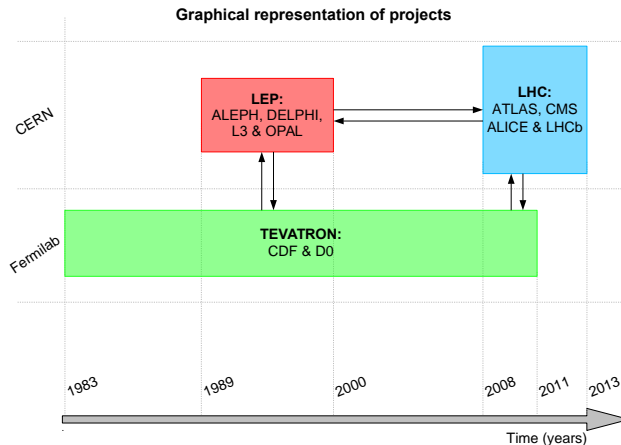 Graphical representation of projects
CERN
LEP:
ALEPH, DELPHI,
L3 & OPAL
LHC:
ATLAS, CMS
ALICE & LHCb
Fermilab
TEVATRON:
CDF & D0
1983
1989
2000
2008
2011
2013
Time (years)